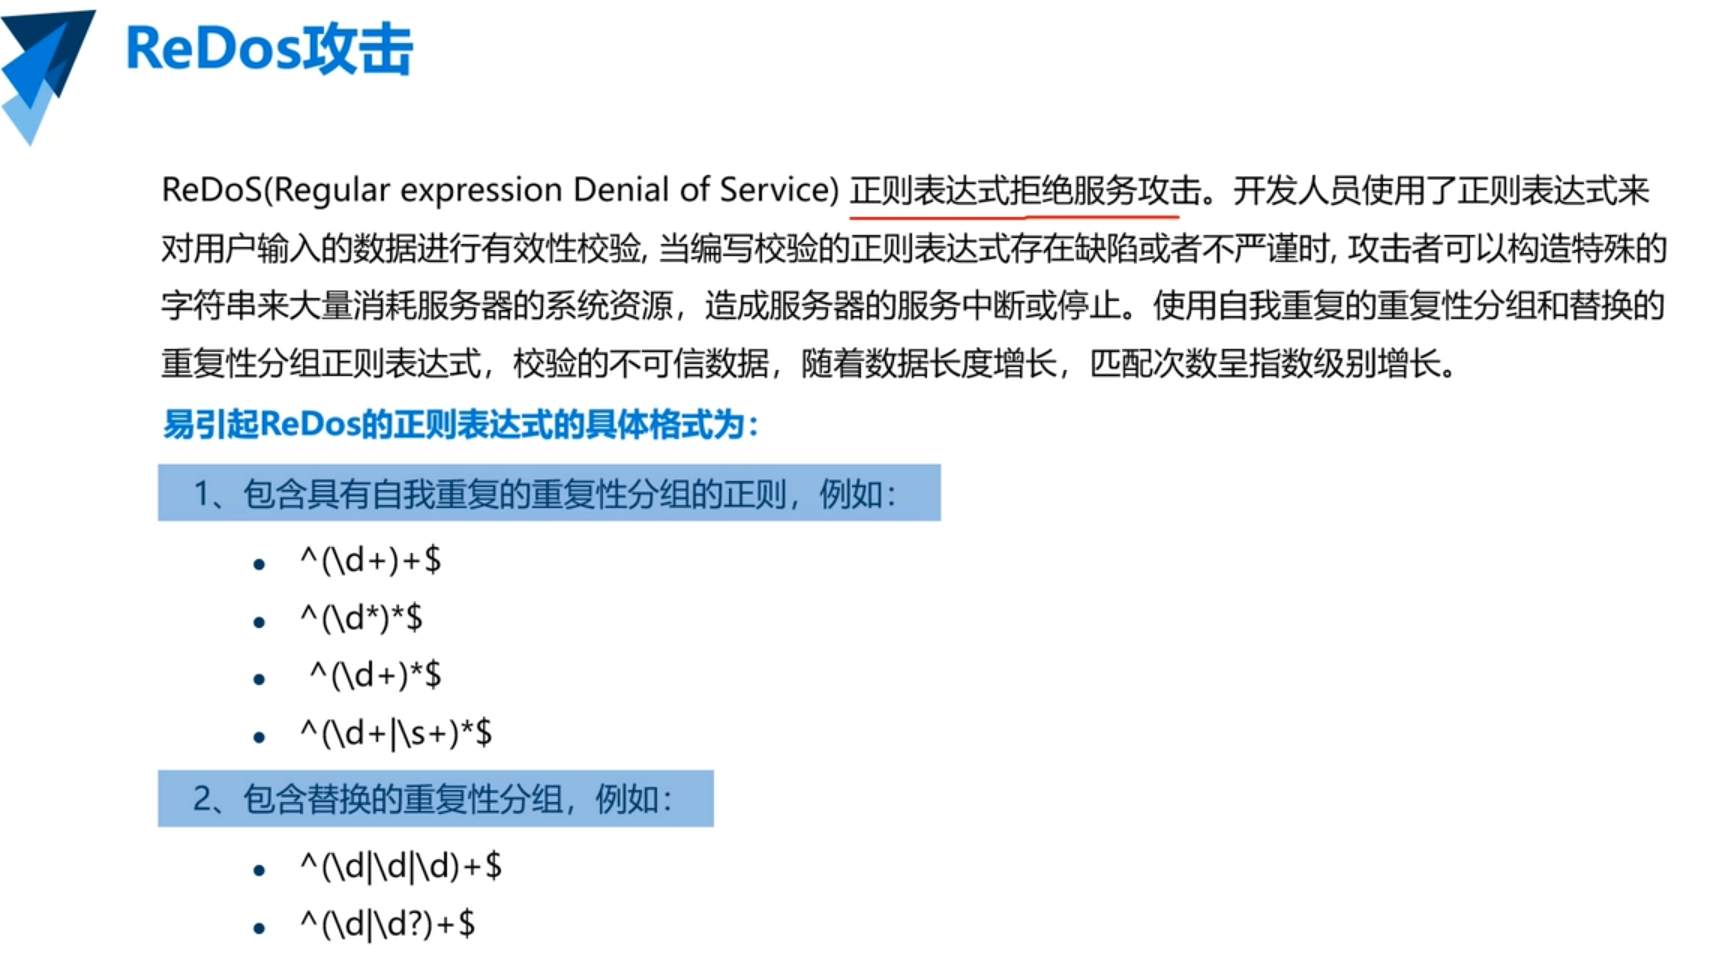 ReDos攻击
ReDoS(Regular expression Denial of Service) 正则表达式拒绝服务攻击。开发人员使用了正则表达式来
对用户输入的数据进行有效性校验, 当编写校验的正则表达式存在缺陷或者不严谨时, 攻击者可以构造特殊的
字符串来大量消耗服务器的系统资源，造成服务器的服务中断或停止。使用自我重复的重复性分组和替换的
重复性分组正则表达式，校验的不可信数据，随着数据长度增长，匹配次数呈指数级别增长。
易引起ReDos的正则表达式的具体格式为：
1、包含具有自我重复的重复性分组的正则，例如：
• ^(\d+)+$
• ^(\d*)*$
• ^(\d+)*$
• ^(\d+|\s+)*$
2、包含替换的重复性分组，例如：
• ^(\d|\d|\d)+$
• ^(\d|\d?)+$